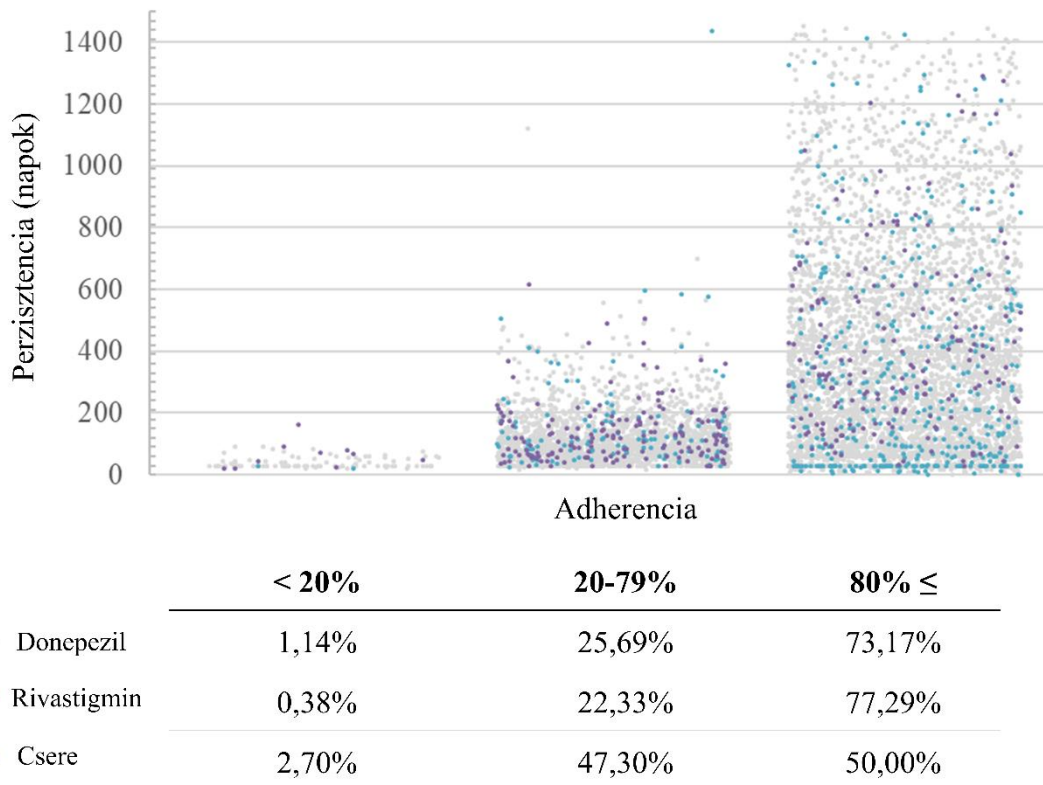 Perzisztencia (napok)
1400
1200
1000
800
600
400
200
0
Adherencia
< 20% 20-79% 80% ≤
Donepezil 1,14% 25,69% 73,17%
Rivastigmin 0,38% 22,33% 77,29%
Csere 2,70% 47,30% 50,00%